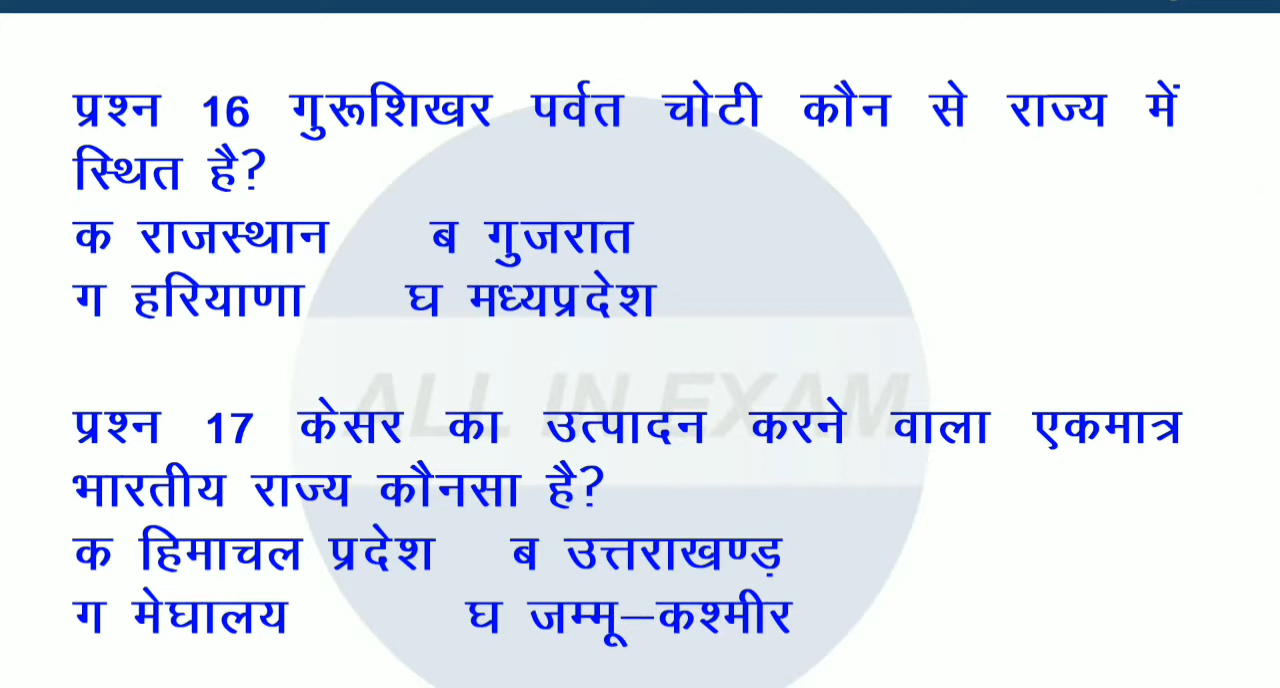 प्रश्न 16 गुरूशिखर पर्वत चोटी कौन से राज्य में
स्थित है?
क राजस्थान ब गुजरात
ग हरियाणा घ मध्यप्रदेश
ALL IN EXAM
प्रश्न 17 केसर का उत्पादन करने वाला एकमात्र
भारतीय राज्य कौनसा है?
क हिमाचल प्रदेश ब उत्तराखण्ड़
ग मेघालय घ जम्मू–कश्मीर